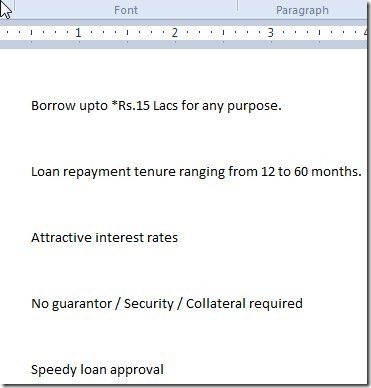 Font Paragraph
1 2 3
Borrow upto *Rs.15 Lacs for any purpose.
Loan repayment tenure ranging from 12 to 60 months.
Attractive interest rates
No guarantor / Security / Collateral required
Speedy loan approval